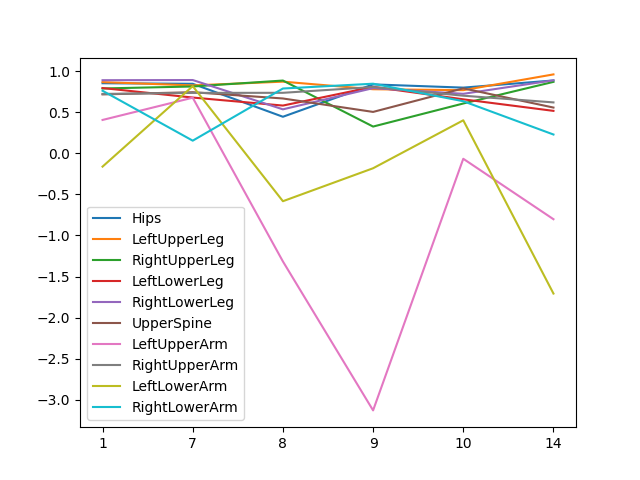 1.0
0.5
0.0
−0.5
−1.0
−1.5
−2.0
−2.5
−3.0
Hips
LeftUpperLeg
RightUpperLeg
LeftLowerLeg
RightLowerLeg
UpperSpine
LeftUpperArm
RightUpperArm
LeftLowerArm
RightLowerArm
1 7 8 9 10 14